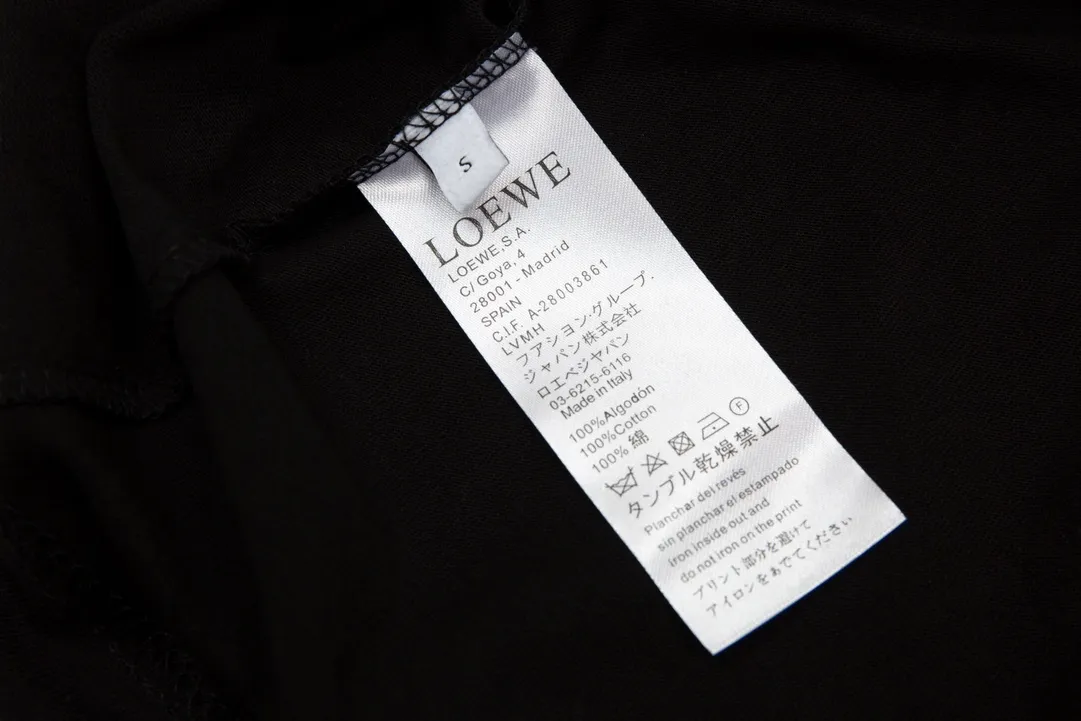 S
LOEWE
LOEWE,S.A.
C/ Goya, 4
28001 - Madrid
SPAIN
C.I.F. A-28003861
LVMH
フアシヨン·グループ.
ジャパン株式会社
ロエベジヤパン
03-6215-6116
Made in Italy
100%Algodón
100%Cotton
100% 綿
F
タンブル乾燥禁止
Planchar del revés
sin planchar el estampado
iron inside out and
do not iron on the print
プリント部分を避けて
アイロンをあでてください